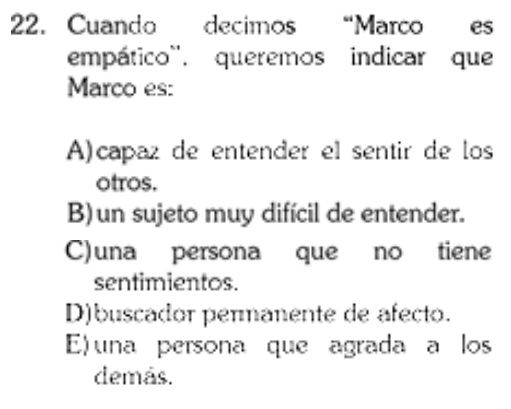 22. Cuando decimos "Marco es
empático", queremos indicar que
Marco es:
A) capaz de entender el sentir de los
otros.
B) un sujeto muy difícil de entender.
C) una persona que no tiene
sentimientos.
D) buscador permanente de afecto.
E) una persona que agrada a los
demás.